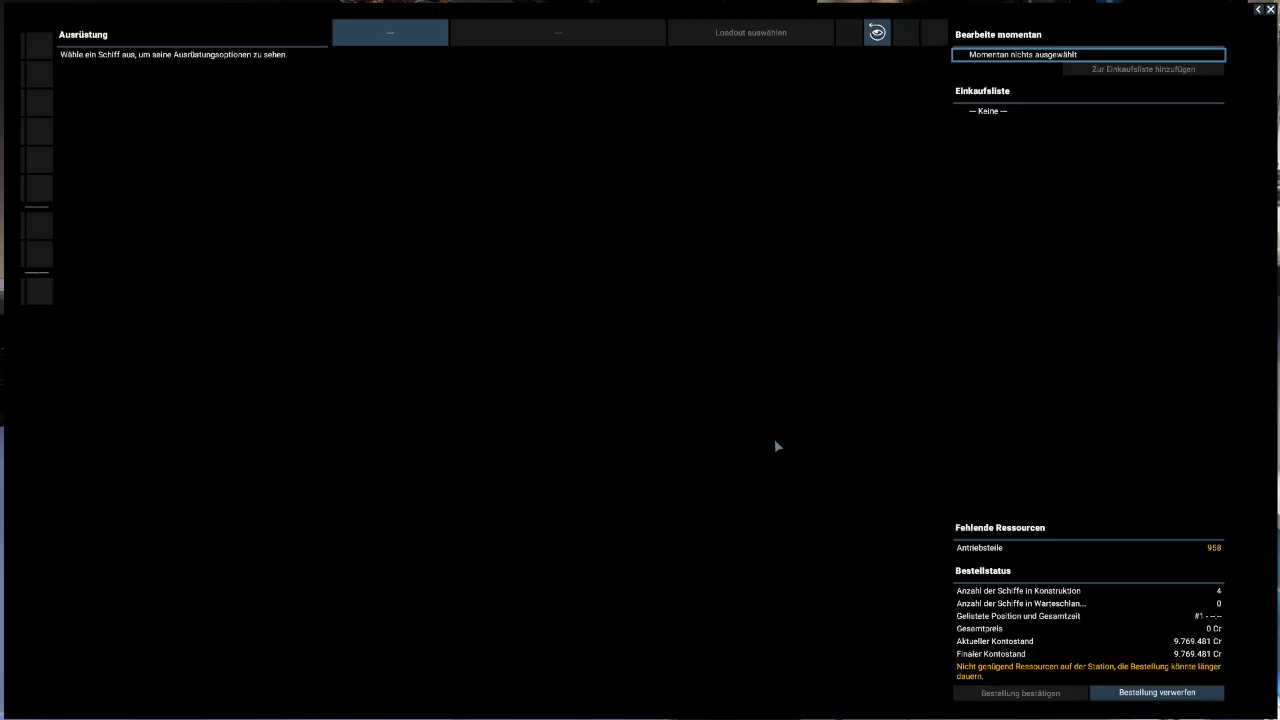 Ausrüstung
Wähle ein Schiff aus, um seine Ausrüstungsoptionen zu sehen.
---
---
Loadout auswählen
Bearbeite momentan
Momentan nichts ausgewählt
Zur Einkaufsliste hinzufügen
Einkaufsliste
--- Keine ---
Fehlende Ressourcen
Antriebsteile 958
Bestellstatus
Anzahl der Schiffe in Konstruktion 4
Anzahl der Schiffe in Warteschlan... 0
Gelistete Position und Gesamtzeit #1 - --:--
Gesamtpreis 0 Cr
Aktueller Kontostand 9.769.481 Cr
Finaler Kontostand 9.769.481 Cr
Nicht genügend Ressourcen auf der Station, die Bestellung könnte länger
dauern.
Bestellung bestätigen
Bestellung verwerfen